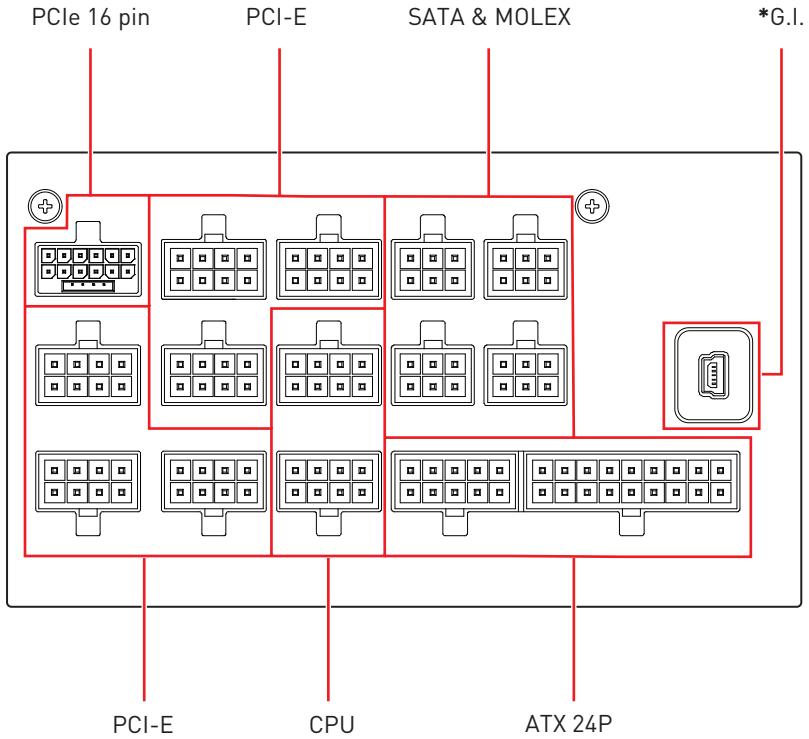 PCIe 16 pin
PCI-E
SATA & MOLEX
*G.I.
PCI-E
CPU
ATX 24P